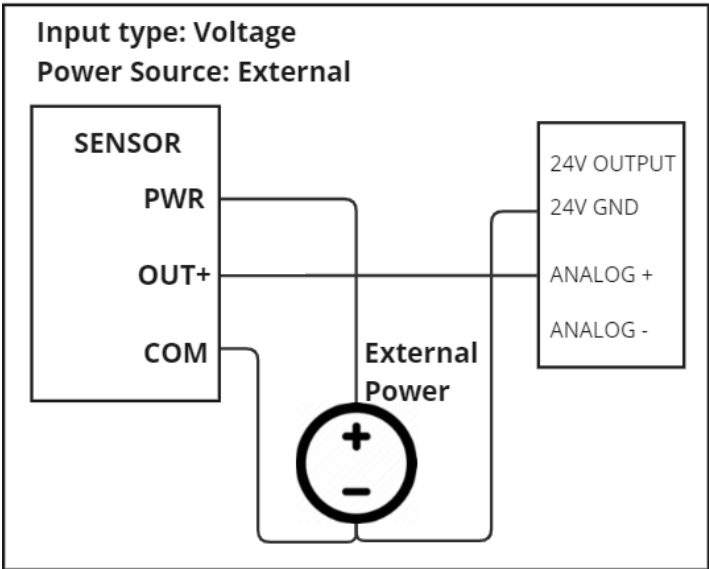 Input type: Voltage
Power Source: External
SENSOR
PWR
OUT+
COM
External
Power
+
−
24V OUTPUT
24V GND
ANALOG +
ANALOG -